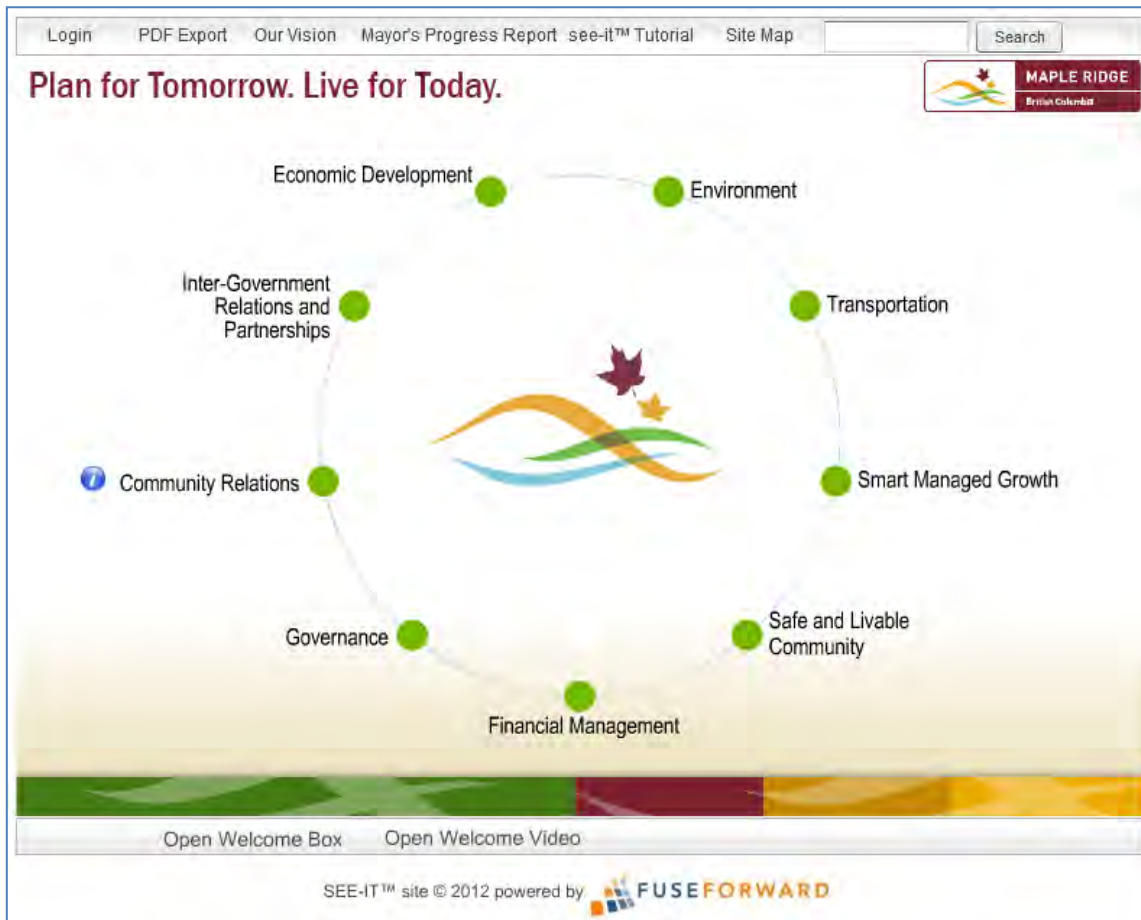 Login PDF Export Our Vision Mayor's Progress Report see-it™ Tutorial Site Map Search
Plan for Tomorrow. Live for Today.
MAPLE RIDGE
British Columbia
Economic Development
Environment
Inter-Government
Relations and
Partnerships
Transportation
i Community Relations
Smart Managed Growth
Governance
Safe and Livable
Community
Financial Management
Open Welcome Box Open Welcome Video
SEE-IT™ site © 2012 powered by FUSEFORWARD